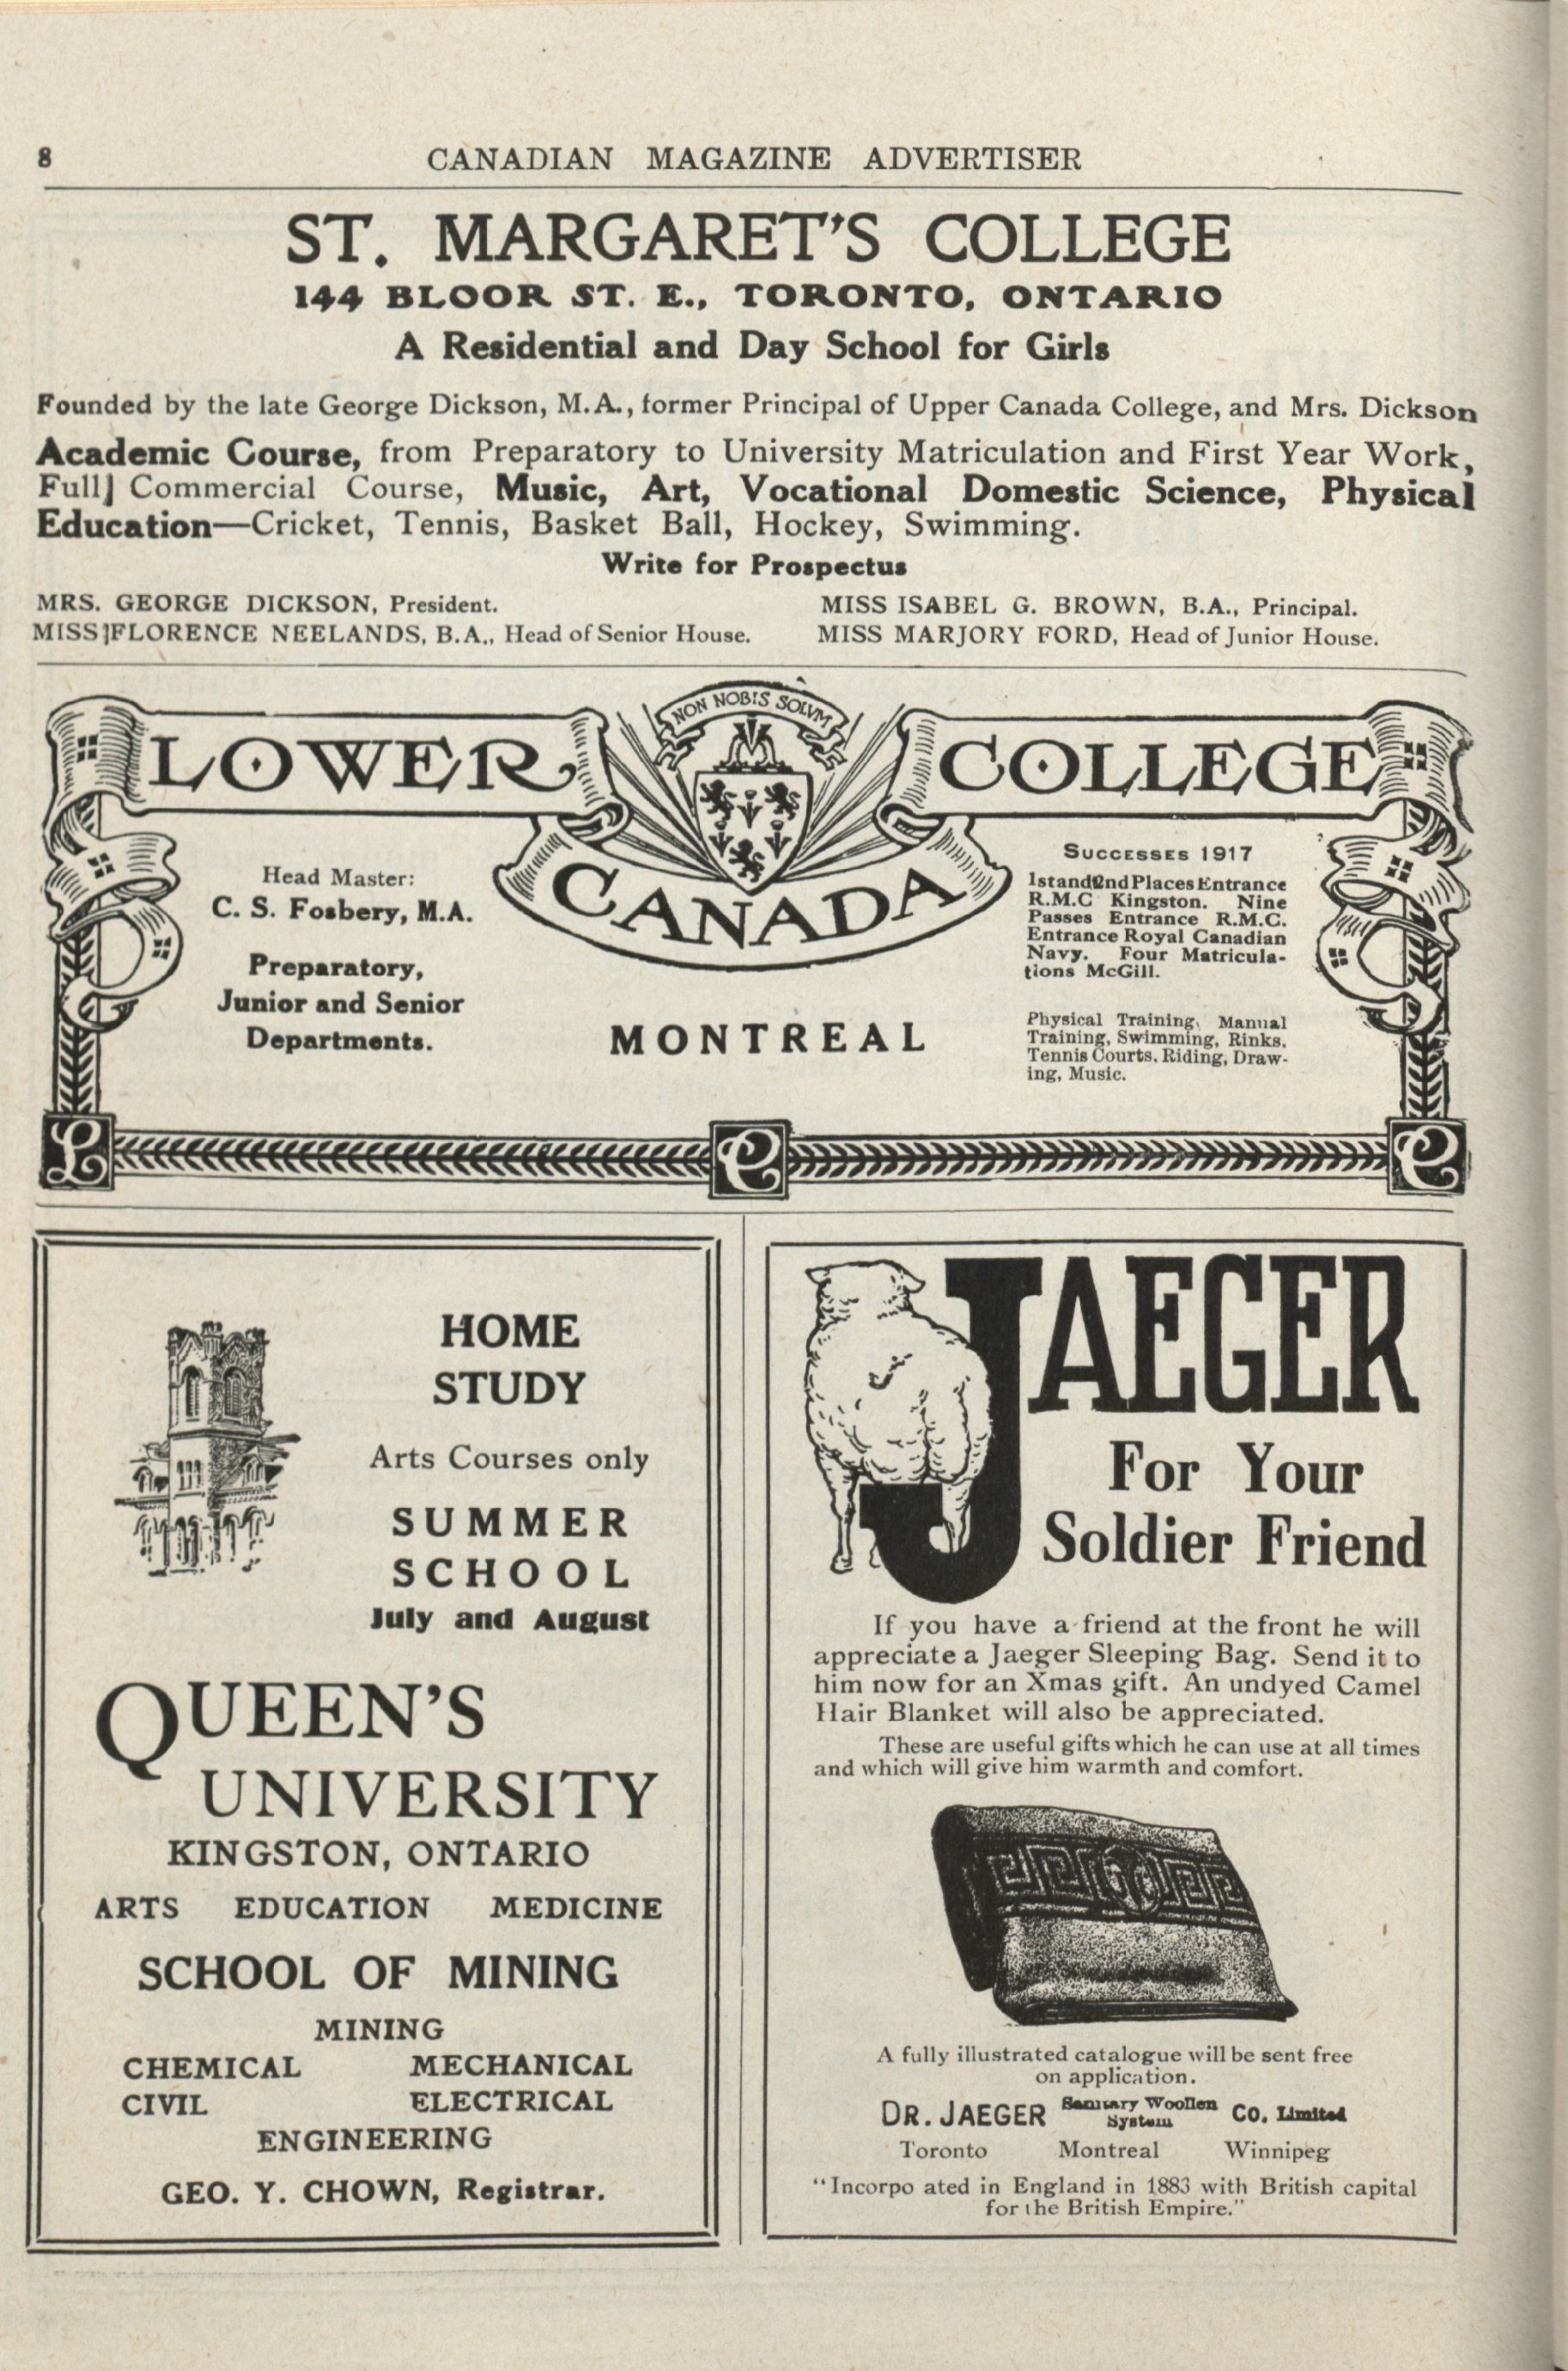 8
CANADIAN MAGAZINE ADVERTISER
ST. MARGARET'S COLLEGE
144 BLOOR ST. E., TORONTO, ONTARIO
A Residential and Day School for Girls
Founded by the late George Dickson, M.A., former Principal of Upper Canada College, and Mrs. Dickson
Academic Course, from Preparatory to University Matriculation and First Year Work,
Full] Commercial Course, Music, Art, Vocational Domestic Science, Physical
Education—Cricket, Tennis, Basket Ball, Hockey, Swimming.
Write for Prospectus
MRS. GEORGE DICKSON, President.
MISS ISABEL G. BROWN, B.A., Principal.
MISS]FLORENCE NEELANDS, B.A., Head of Senior House.
MISS MARJORY FORD, Head of Junior House.
NON NOBIS SOLVM
LOWER
CANADA
COLLEGE
Head Master:
C. S. Fosbery, M.A.
Preparatory,
Junior and Senior
Departments.
MONTREAL
SUCCESSES 1917
1st and 2nd Places Entrance
R.M.C Kingston. Nine
Passes Entrance R.M.C.
Entrance Royal Canadian
Navy. Four Matricula-
tions McGill.
Physical Training, Manual
Training, Swimming, Rinks.
Tennis Courts. Riding, Draw-
ing, Music.
L C C
HOME
STUDY
Arts Courses only
SUMMER
SCHOOL
July and August
QUEEN'S
UNIVERSITY
KINGSTON, ONTARIO
ARTS EDUCATION MEDICINE
SCHOOL OF MINING
MINING
CHEMICAL MECHANICAL
CIVIL ELECTRICAL
ENGINEERING
GEO. Y. CHOWN, Registrar.
JAEGER
For Your
Soldier Friend
If you have a friend at the front he will
appreciate a Jaeger Sleeping Bag. Send it to
him now for an Xmas gift. An undyed Camel
Hair Blanket will also be appreciated.
These are useful gifts which he can use at all times
and which will give him warmth and comfort.
A fully illustrated catalogue will be sent free
on application.
DR. JAEGER Sanitary Woollen System CO. Limited
Toronto Montreal Winnipeg
"Incorpo ated in England in 1883 with British capital
for the British Empire."